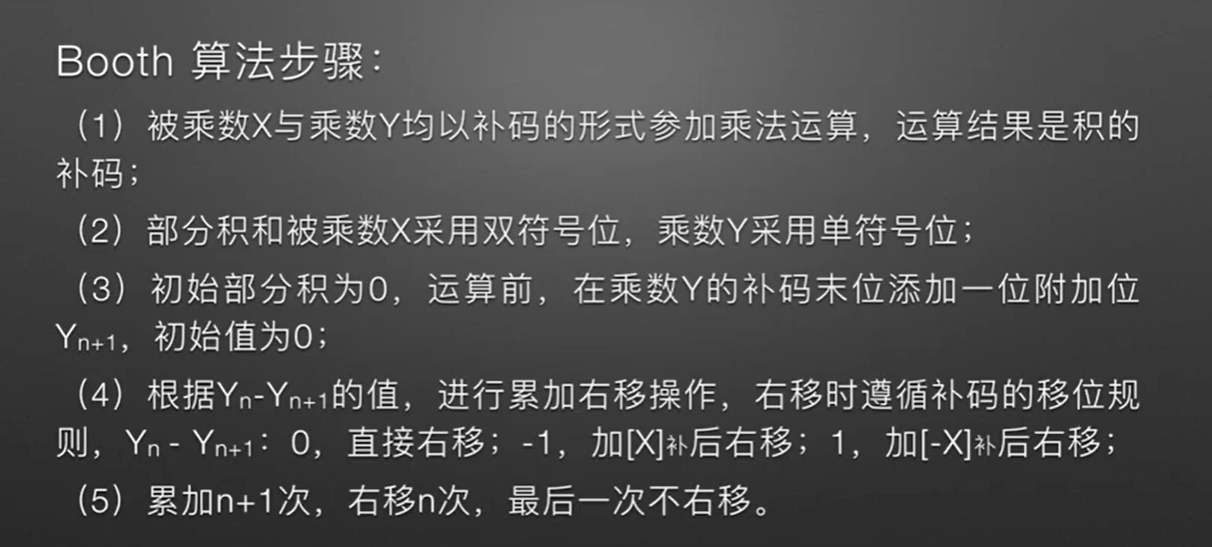 Booth 算法步骤：
（1）被乘数X与乘数Y均以补码的形式参加乘法运算，运算结果是积的
补码；
（2）部分积和被乘数X采用双符号位，乘数Y采用单符号位；
（3）初始部分积为0，运算前，在乘数Y的补码末位添加一位附加位
Yn+1，初始值为0；
（4）根据Yn-Yn+1的值，进行累加右移操作，右移时遵循补码的移位规
则，Yn - Yn+1：0，直接右移；-1，加[X]补后右移；1，加[-X]补后右移；
（5）累加n+1次，右移n次，最后一次不右移。